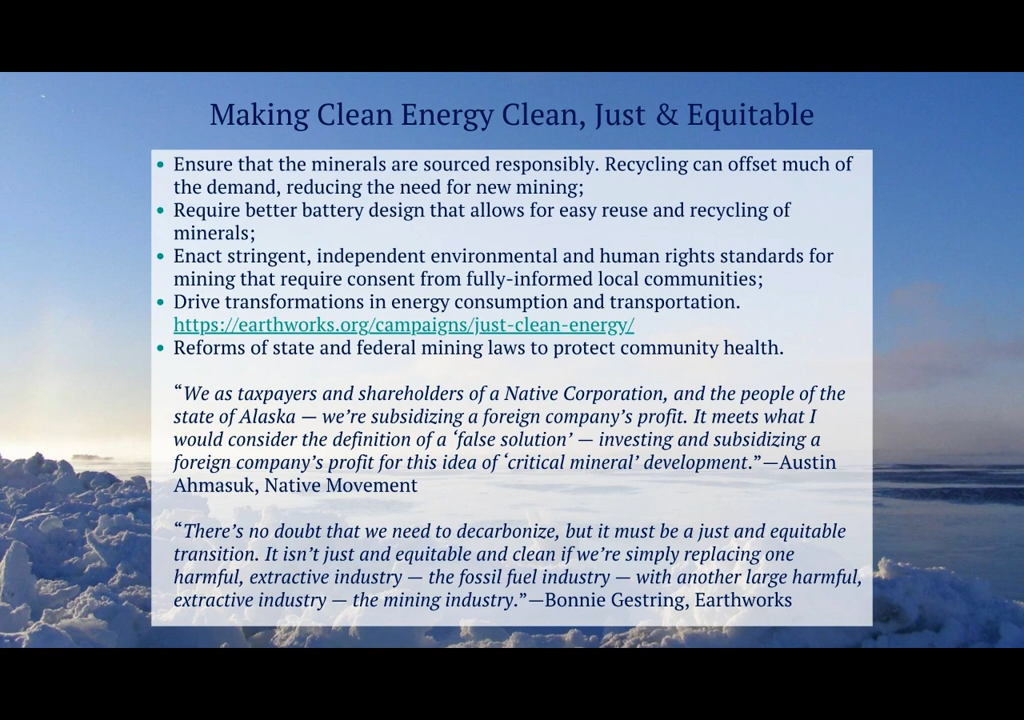 Making Clean Energy Clean, Just & Equitable
• Ensure that the minerals are sourced responsibly. Recycling can offset much of
the demand, reducing the need for new mining;
• Require better battery design that allows for easy reuse and recycling of
minerals;
• Enact stringent, independent environmental and human rights standards for
mining that require consent from fully-informed local communities;
• Drive transformations in energy consumption and transportation.
https://earthworks.org/campaigns/just-clean-energy/
• Reforms of state and federal mining laws to protect community health.
“We as taxpayers and shareholders of a Native Corporation, and the people of the
state of Alaska — we’re subsidizing a foreign company’s profit. It meets what I
would consider the definition of a ‘false solution’ — investing and subsidizing a
foreign company’s profit for this idea of ‘critical mineral’ development.”—Austin
Ahmasuk, Native Movement
“There’s no doubt that we need to decarbonize, but it must be a just and equitable
transition. It isn’t just and equitable and clean if we’re simply replacing one
harmful, extractive industry — the fossil fuel industry — with another large harmful,
extractive industry — the mining industry.”—Bonnie Gestring, Earthworks